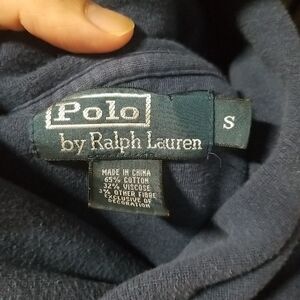 Polo
by Ralph Lauren
S
MADE IN CHINA
65% COTTON
32% VISCOSE
3% OTHER FIBRE
EXCLUSIVE OF
DECORATION